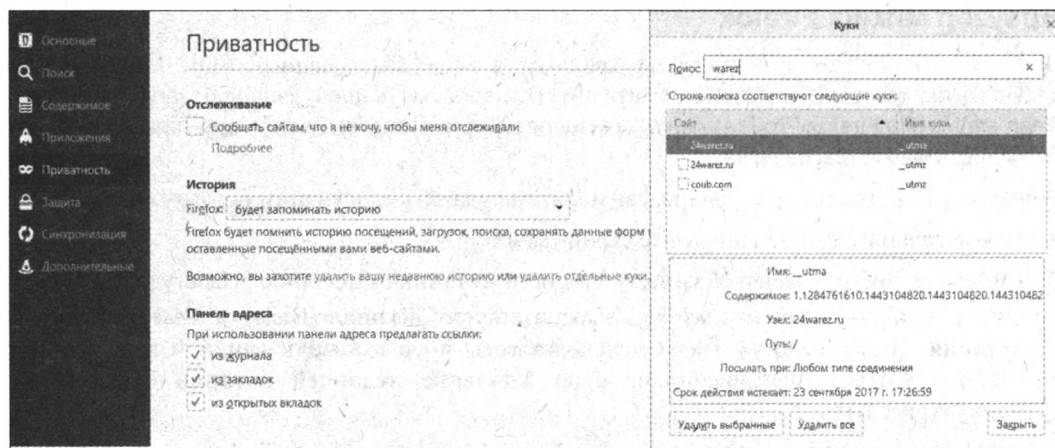 Основные
Поиск
Содержимое
Приложения
Приватность
Защита
Синхронизация
Дополнительные
Приватность
Отслеживание
Сообщать сайтам, что я не хочу, чтобы меня отслеживали
Подробнее
История
Firefox: будет запоминать историю
Firefox будет помнить историю посещений, загрузок, поиска, сохранять данные форм
оставленные посещёнными вами веб-сайтами.
Возможно, вы захотите удалить вашу недавнюю историю или удалить отдельные куки.
Панель адреса
При использовании панели адреса предлагать ссылки:
из журнала
из закладок
из открытых вкладок
Куки
Поиск: warez
Строке поиска соответствуют следующие куки:
Сайт Имя куки
24warez.ru __utma
24warez.ru __utmz
coub.com __utmz
Имя: __utma
Содержимое: 1.1284761610.1443104820.1443104820.144310482
Узел: 24warez.ru
Путь: /
Посылать при: Любом типе соединения
Срок действия истекает: 23 сентября 2017 г. 17:26:59
Удалить выбранные Удалить все Закрыть